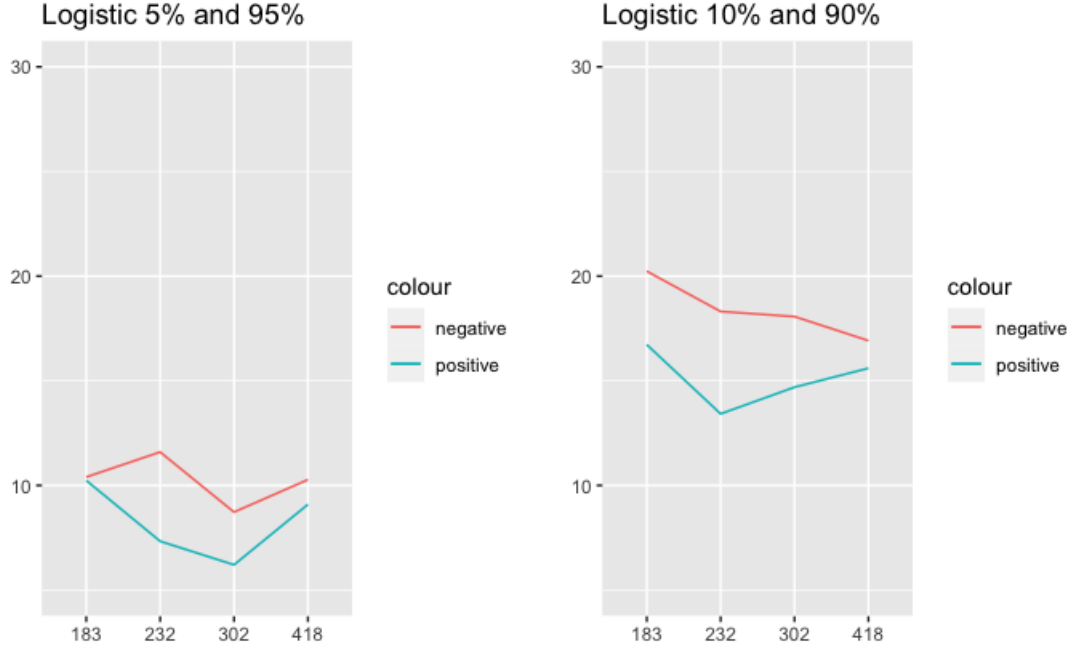 Logistic 5% and 95%
30
20
10
183 232 302 418
colour
negative
positive
Logistic 10% and 90%
30
20
10
183 232 302 418
colour
negative
positive